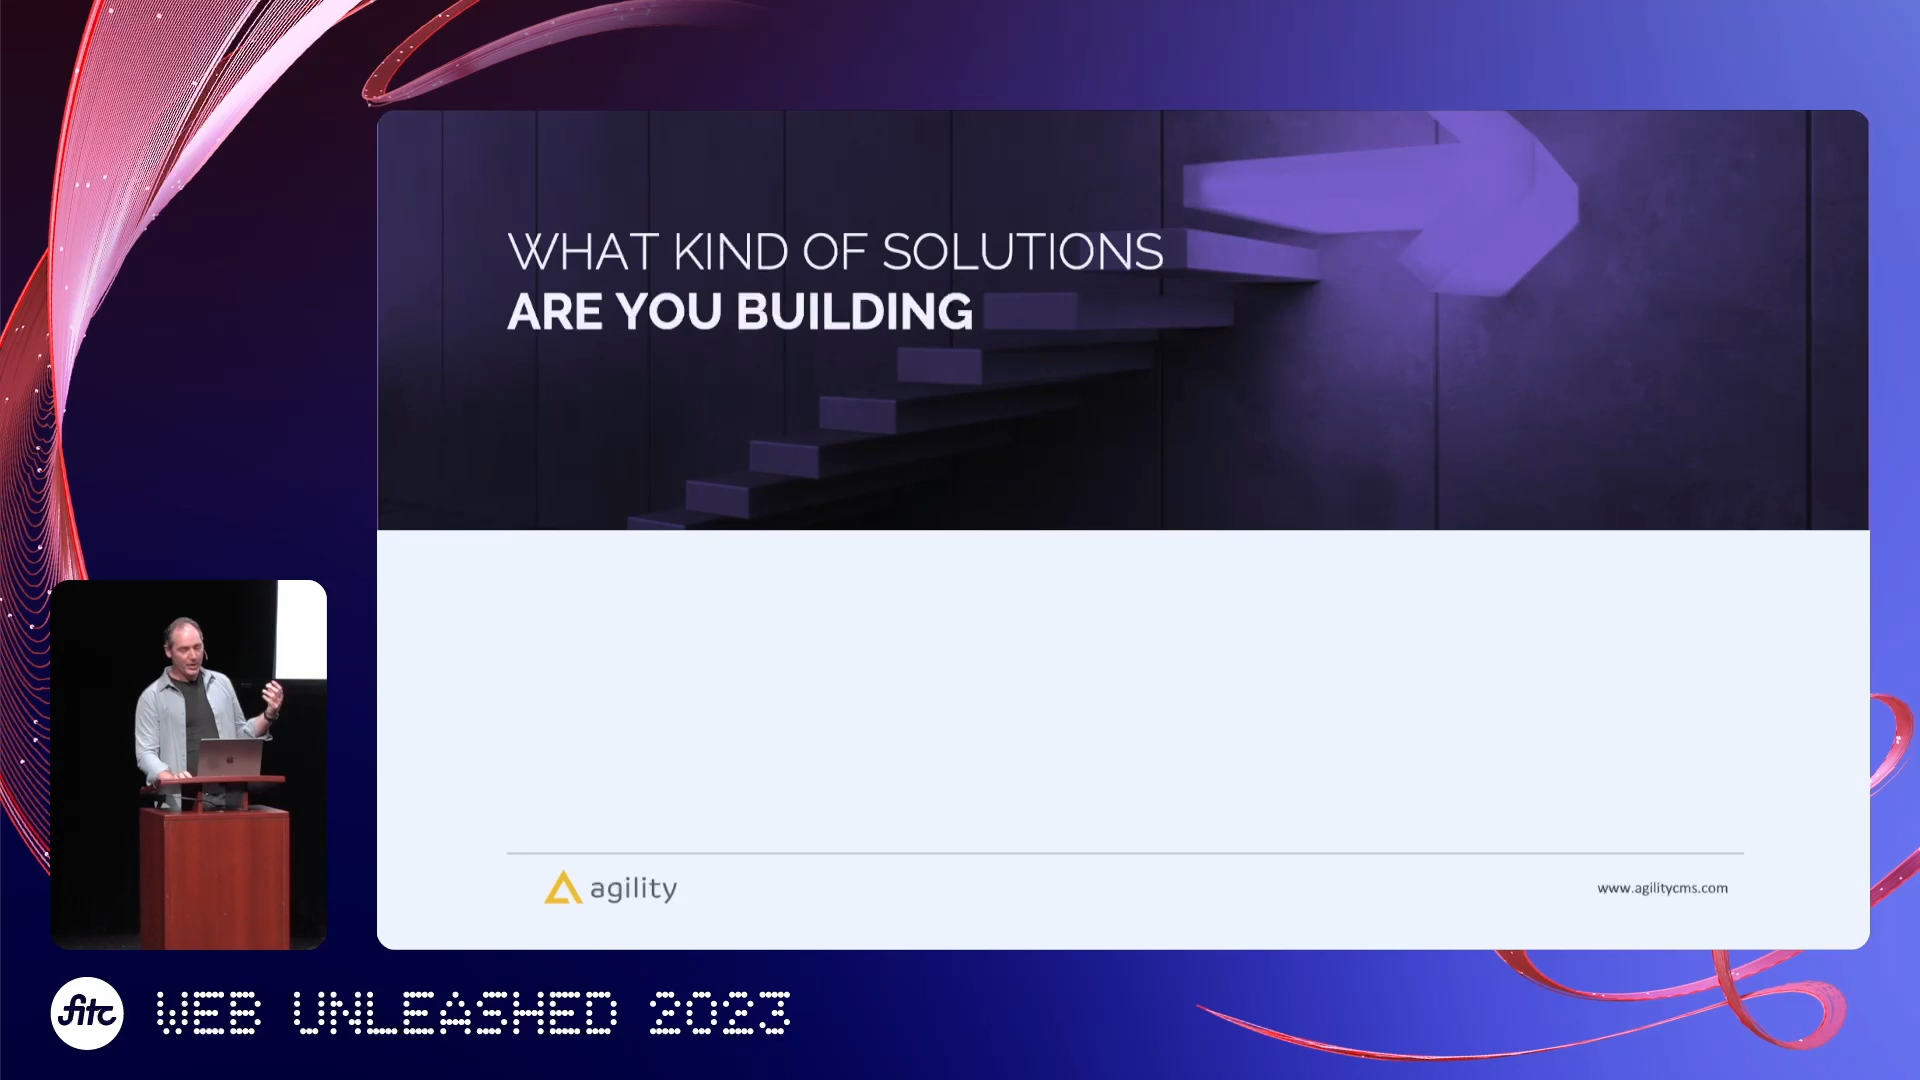 WHAT KIND OF SOLUTIONS
ARE YOU BUILDING
agility
www.agilitycms.com
fitc
WEB UNLEASHED 2023